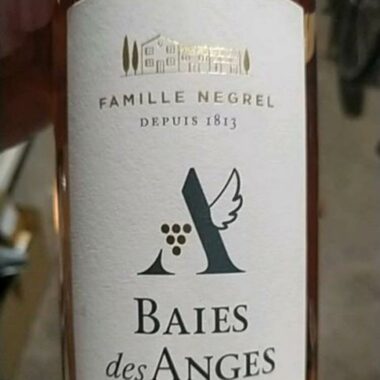 FAMILLE NEGREL
DEPUIS 1813
A
BAIES
des ANGES